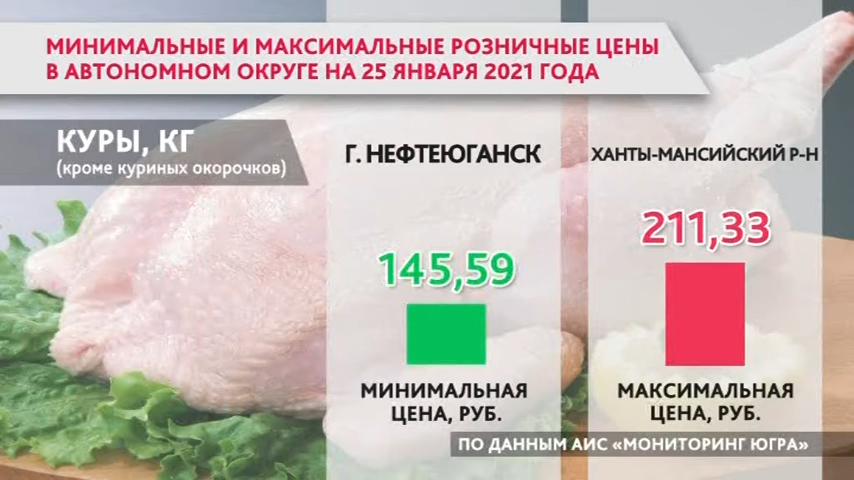 МИНИМАЛЬНЫЕ И МАКСИМАЛЬНЫЕ РОЗНИЧНЫЕ ЦЕНЫ
В АВТОНОМНОМ ОКРУГЕ НА 25 ЯНВАРЯ 2021 ГОДА
КУРЫ, КГ
(кроме куриных окорочков)
Г. НЕФТЕЮГАНСК
145,59
МИНИМАЛЬНАЯ
ЦЕНА, РУБ.
ХАНТЫ-МАНСИЙСКИЙ Р-Н
211,33
МАКСИМАЛЬНАЯ
ЦЕНА, РУБ.
ПО ДАННЫМ АИС «МОНИТОРИНГ ЮГРА»